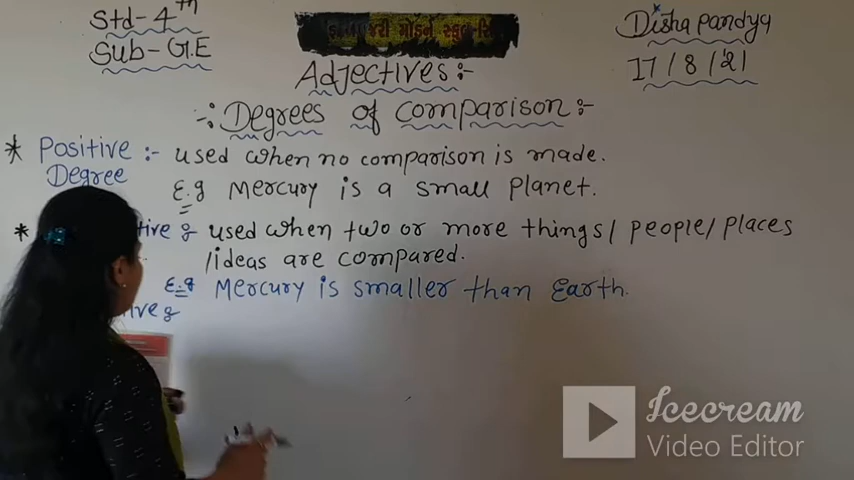 Std-4th
Sub-G.E
Disha Pandya
17/8/'21
Adjectives :-
-: Degrees of Comparison :-
* Positive :- used when no comparison is made.
Degree
E.g Mercury is a small planet.
* tive : used when two or more things/people/places
/ideas are compared.
E.g Mercury is smaller than Earth.
ive :
Icecream
Video Editor